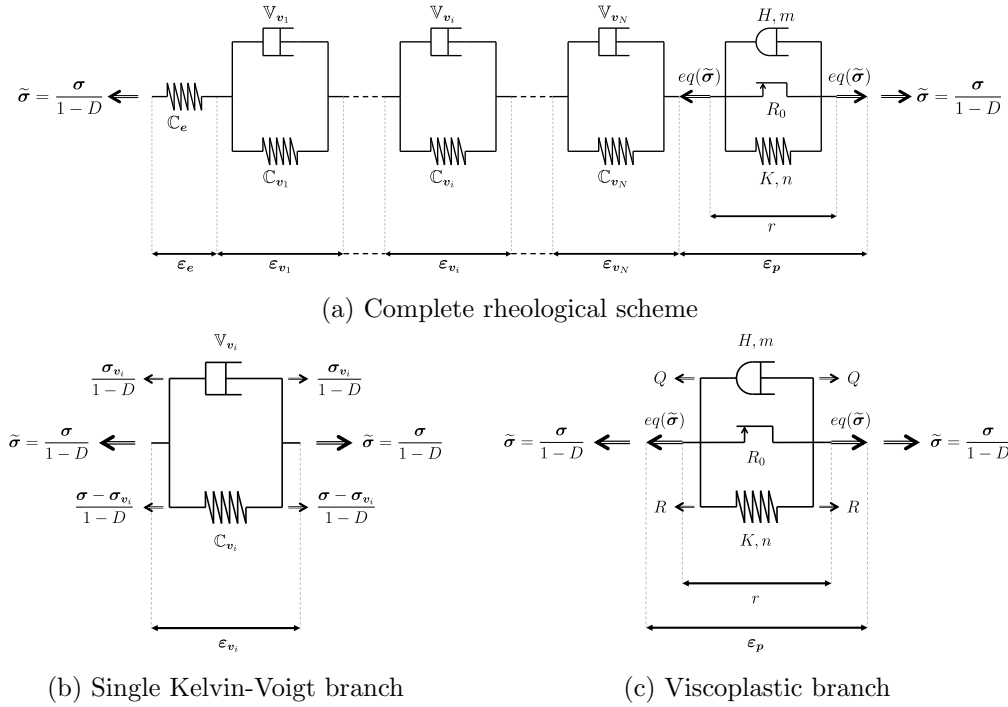 𝕍_{v_1} 𝕍_{v_i} 𝕍_{v_N} H, m
σ̃ = σ / (1 − D) eq(σ̃) eq(σ̃) σ̃ = σ / (1 − D)
ℂ_e R_0
ℂ_{v_1} ℂ_{v_i} ℂ_{v_N} K, n
r
ε_e ε_{v_1} ε_{v_i} ε_{v_N} ε_p
(a) Complete rheological scheme
𝕍_{v_i}
σ_{v_i} / (1 − D) σ_{v_i} / (1 − D)
σ̃ = σ / (1 − D) σ̃ = σ / (1 − D)
(σ − σ_{v_i}) / (1 − D) (σ − σ_{v_i}) / (1 − D)
ℂ_{v_i}
ε_{v_i}
(b) Single Kelvin-Voigt branch
H, m
Q Q
σ̃ = σ / (1 − D) eq(σ̃) eq(σ̃) σ̃ = σ / (1 − D)
R_0
R R
K, n
r
ε_p
(c) Viscoplastic branch